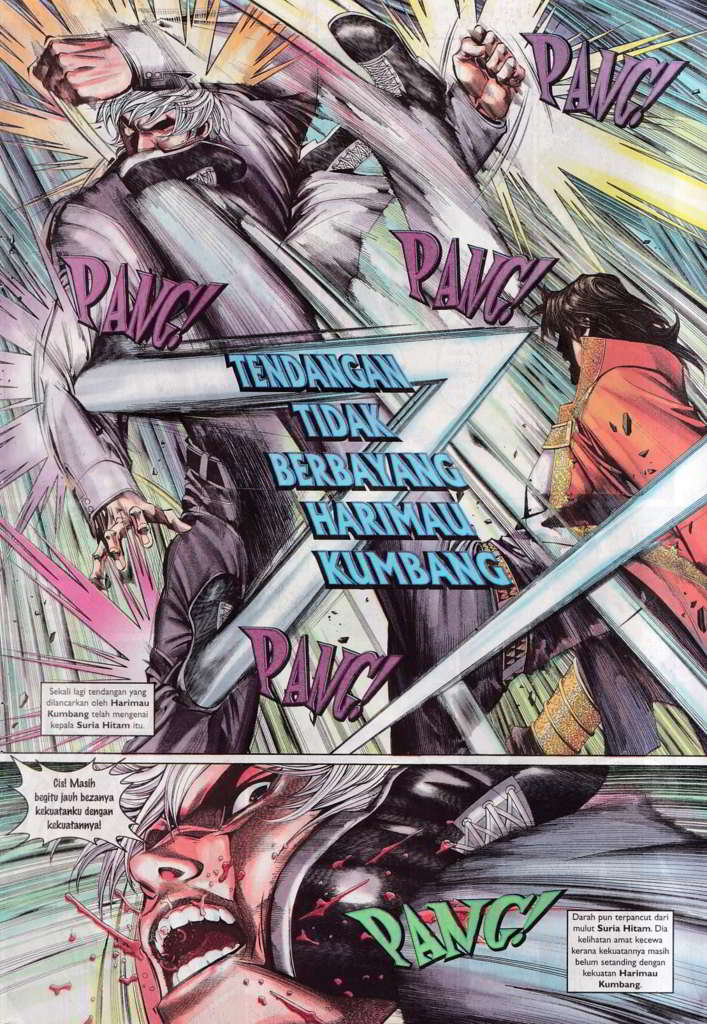 PANG!
PANG!
PANG!
TENDANGAN
TIDAK
BERBAYANG
HARIMAU
KUMBANG
PANG!
Sekali lagi tendangan yang
dilancarkan oleh Harimau
Kumbang telah mengenai
kepala Suria Hitam itu.
Cis! Masih
begitu jauh bezanya
kekuatanku dengan
kekuatannya!
PANG!
Darah pun terpancut dari
mulut Suria Hitam. Dia
kelihatan amat kecewa
kerana kekuatannya masih
belum setanding dengan
kekuatan Harimau
Kumbang.